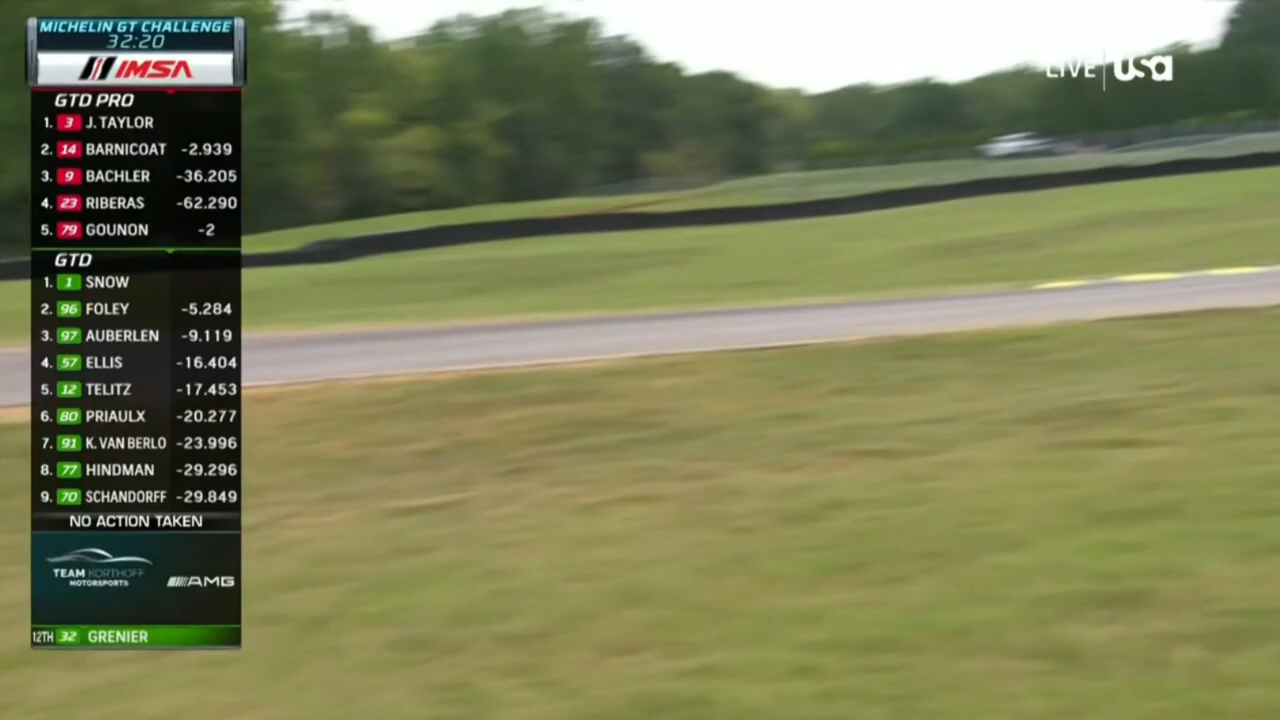 MICHELIN GT CHALLENGE
32:20
IMSA
LIVE usa
GTD PRO
1. 3 J. TAYLOR
2. 14 BARNICOAT -2.939
3. 9 BACHLER -36.205
4. 23 RIBERAS -62.290
5. 79 GOUNON -2
GTD
1. 1 SNOW
2. 96 FOLEY -5.284
3. 97 AUBERLEN -9.119
4. 57 ELLIS -16.404
5. 12 TELITZ -17.453
6. 80 PRIAULX -20.277
7. 91 K. VAN BERLO -23.996
8. 77 HINDMAN -29.296
9. 70 SCHANDORFF -29.849
NO ACTION TAKEN
TEAM KORTHOFF
MOTORSPORTS
AMG
12TH 32 GRENIER